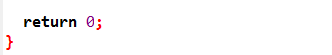 return 0;
}